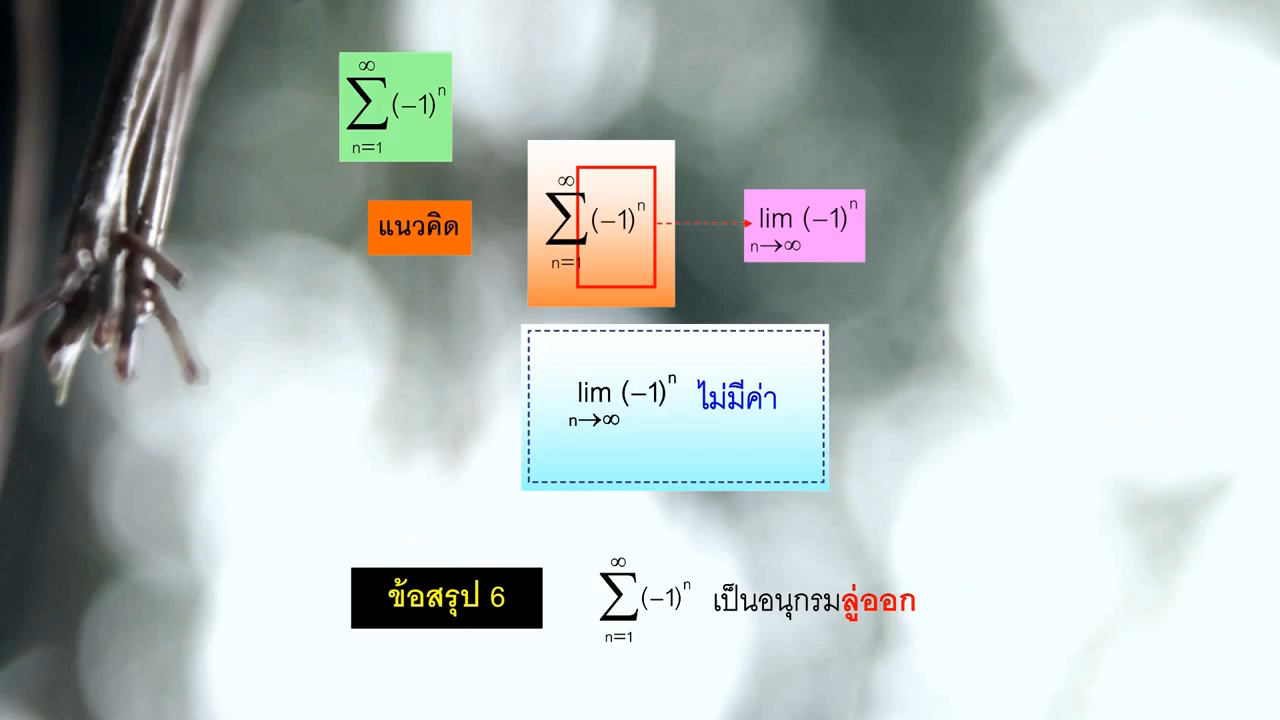 ∞
∑ (−1)ⁿ
n=1
แนวคิด
∞
∑ (−1)ⁿ
n=1
lim (−1)ⁿ
n→∞
lim (−1)ⁿ ไม่มีค่า
n→∞
ข้อสรุป 6
∞
∑ (−1)ⁿ เป็นอนุกรมลู่ออก
n=1